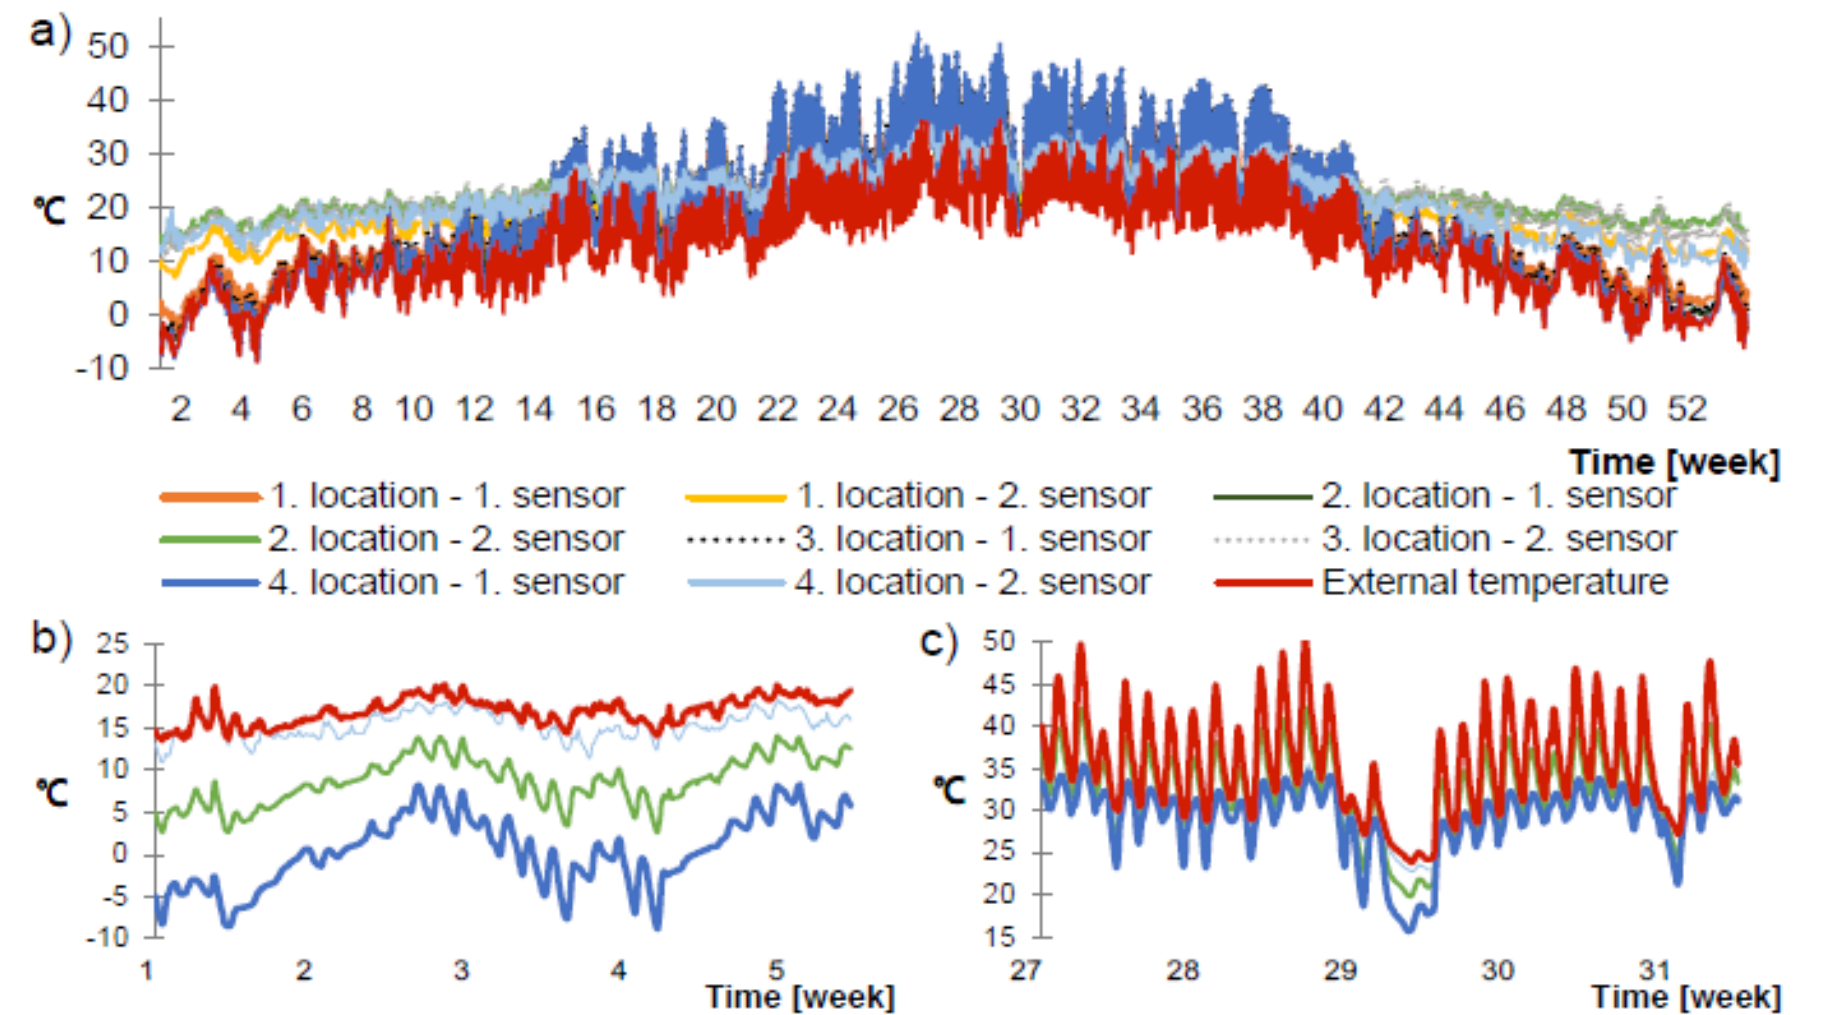 a)
50
40
30
℃
20
10
0
-10
2 4 6 8 10 12 14 16 18 20 22 24 26 28 30 32 34 36 38 40 42 44 46 48 50 52
Time [week]
1. location - 1. sensor 1. location - 2. sensor 2. location - 1. sensor
2. location - 2. sensor 3. location - 1. sensor 3. location - 2. sensor
4. location - 1. sensor 4. location - 2. sensor External temperature
b)
25
20
15
10
℃
5
0
-5
-10
1 2 3 4 5
Time [week]
c)
50
45
40
35
℃
30
25
20
15
27 28 29 30 31
Time [week]